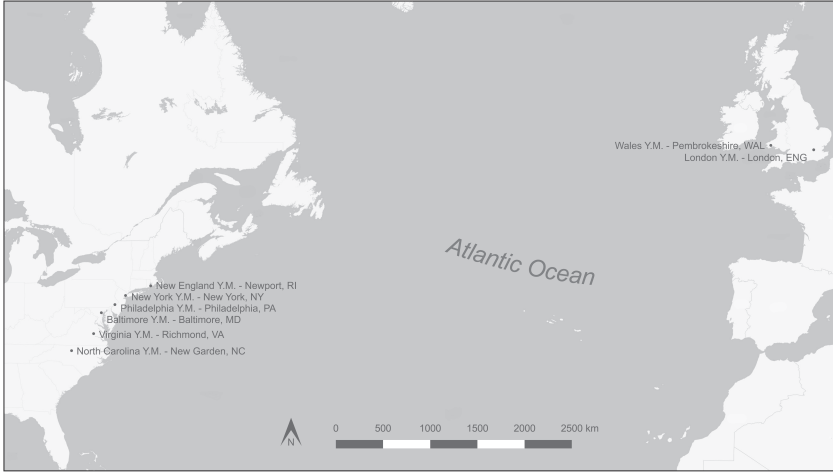 Wales Y.M. - Pembrokeshire, WAL
London Y.M. - London, ENG
Atlantic Ocean
New England Y.M. - Newport, RI
New York Y.M. - New York, NY
Philadelphia Y.M. - Philadelphia, PA
Baltimore Y.M. - Baltimore, MD
Virginia Y.M. - Richmond, VA
North Carolina Y.M. - New Garden, NC
N
0 500 1000 1500 2000 2500 km